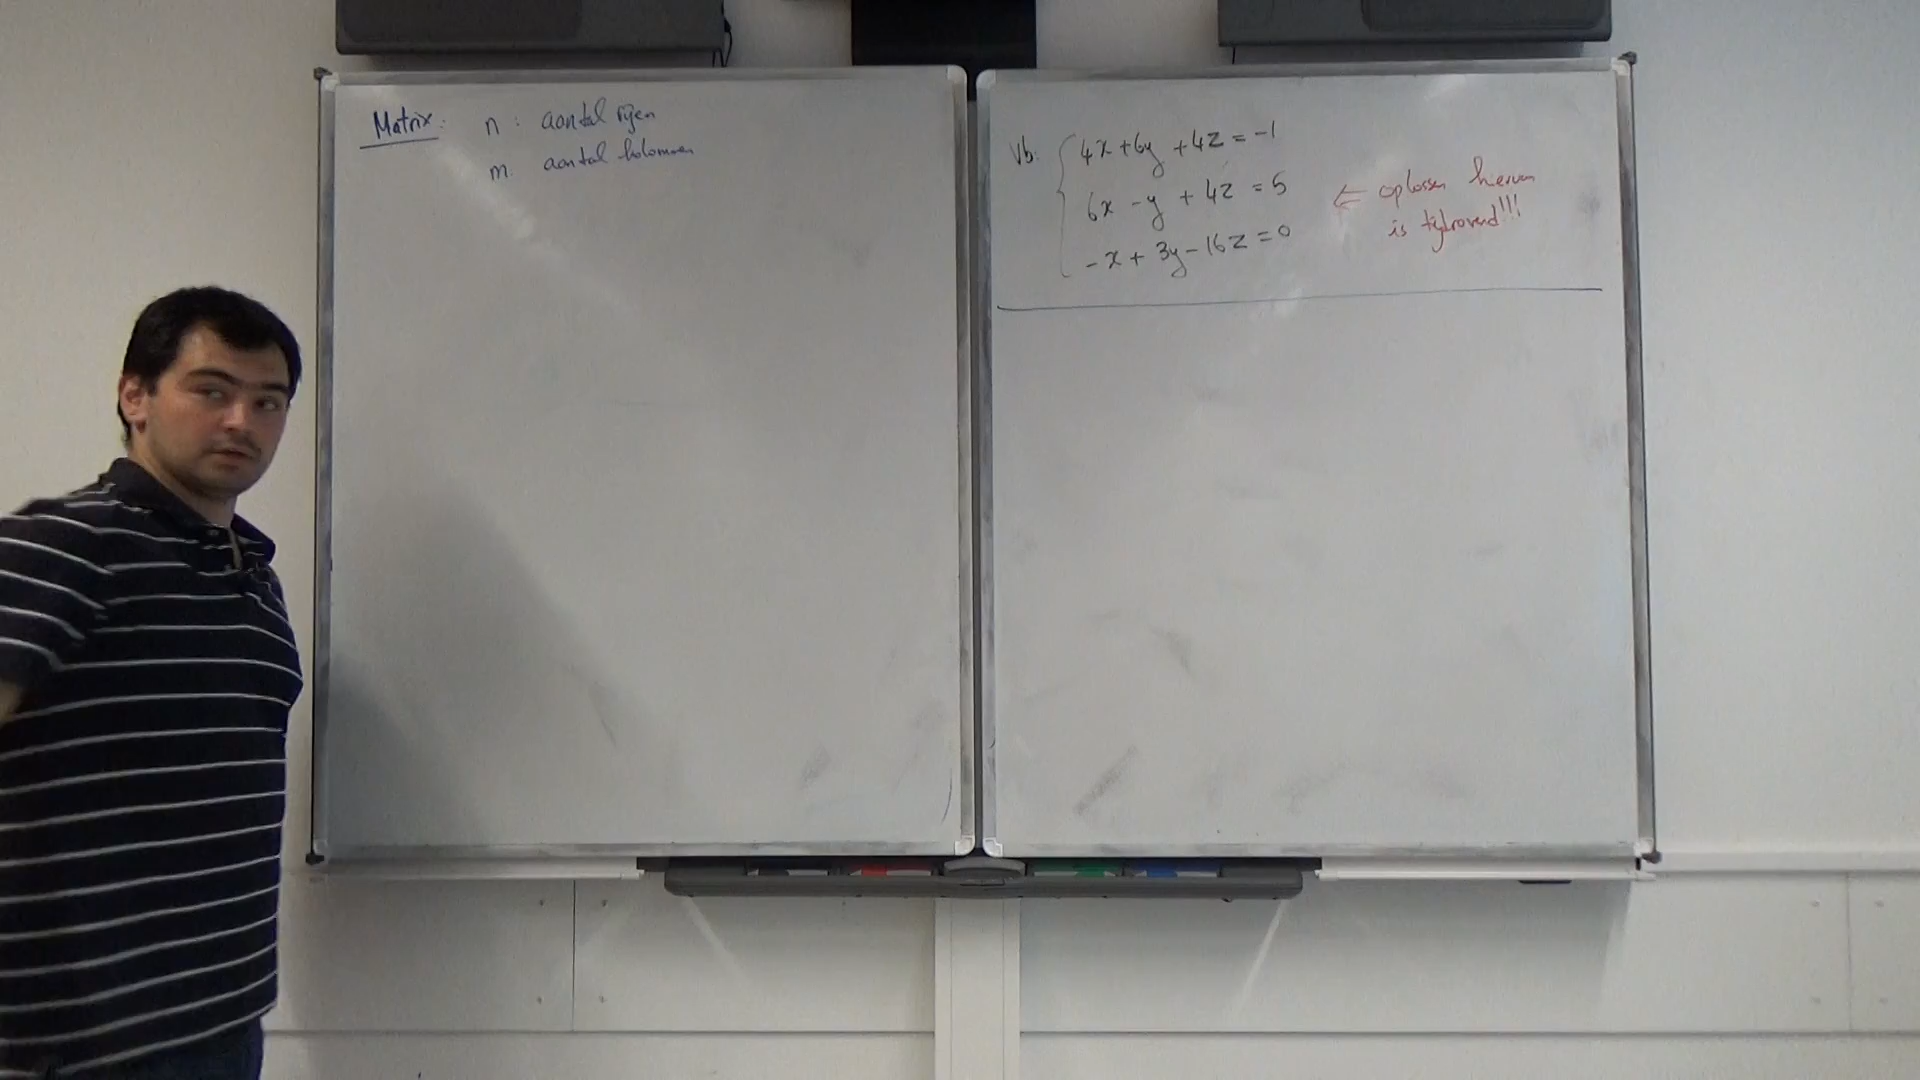 Matrix: n : aantal rijen
m: aantal kolommen
Vb: 4x + 6y + 4z = -1
6x - y + 4z = 5
-x + 3y - 16z = 0
← oplossen hiervan
is tijdrovend!!!